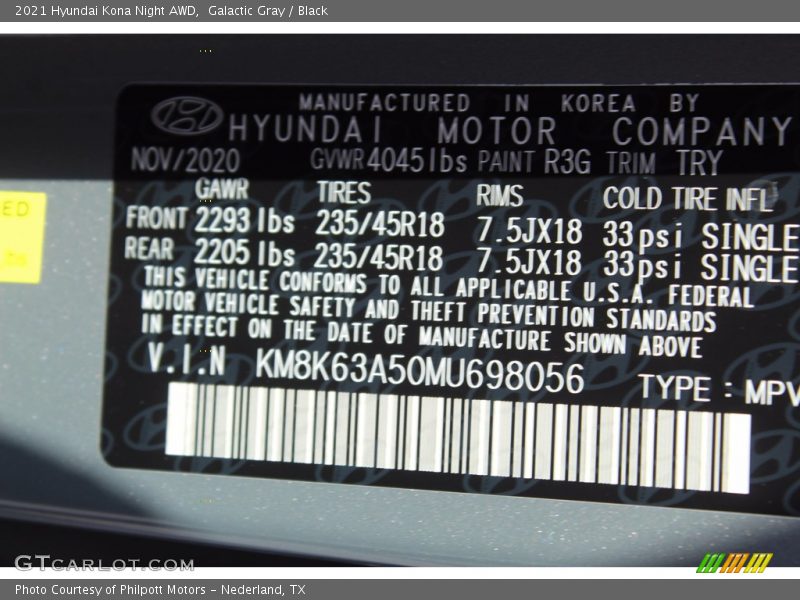 2021 Hyundai Kona Night AWD,  Galactic Gray / Black
MANUFACTURED IN KOREA BY
HYUNDAI MOTOR COMPANY
NOV/2020 GVWR 4045lbs PAINT R3G TRIM TRY
GAWR TIRES RIMS COLD TIRE INFL
FRONT 2293 lbs 235/45R18 7.5JX18 33psi SINGLE
REAR 2205 lbs 235/45R18 7.5JX18 33psi SINGLE
THIS VEHICLE CONFORMS TO ALL APPLICABLE U.S.A. FEDERAL
MOTOR VEHICLE SAFETY AND THEFT PREVENTION STANDARDS
IN EFFECT ON THE DATE OF MANUFACTURE SHOWN ABOVE
V.I.N KM8K63A50MU698056 TYPE : MPV
ED
GTCARLOT.COM
Photo Courtesy of Philpott Motors - Nederland, TX